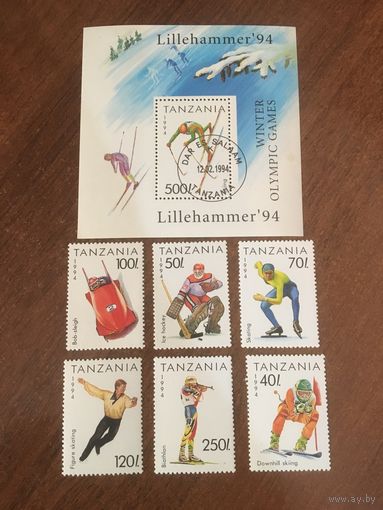 Lillehammer'94
TANZANIA
1994
DAR ES SALAAM
12.02.1994
TANZANIA
500/.
WINTER
OLYMPIC GAMES
Lillehammer'94
TANZANIA
1994
100/.
Bob-sleigh
TANZANIA
1994
50/.
Ice hockey
TANZANIA
1994
70/.
Skating
TANZANIA
1994
Figure skating
120/.
TANZANIA
1994
Biathlon
250/.
TANZANIA
1994
40/.
Downhill skiing
ay.by